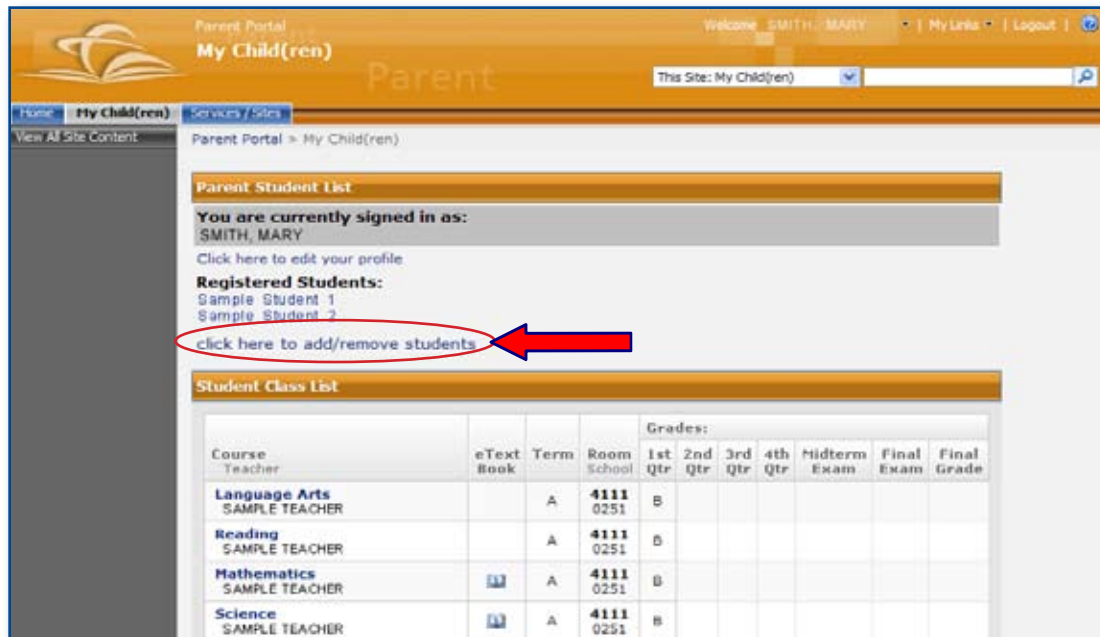 Parent Portal
Welcome SMITH, MARY | My Links | Logout |
My Child(ren)
Parent
This Site: My Child(ren)
Home My Child(ren) Services / Sites
View All Site Content
Parent Portal > My Child(ren)
Parent Student List
You are currently signed in as:
SMITH, MARY
Click here to edit your profile
Registered Students:
Sample Student 1
Sample Student 2
click here to add/remove students
Student Class List
Grades:
Course eText Term Room 1st 2nd 3rd 4th Midterm Final Final
Teacher Book School Qtr Qtr Qtr Qtr Exam Exam Grade
Language Arts A 4111 B
SAMPLE TEACHER 0251
Reading A 4111 B
SAMPLE TEACHER 0251
Mathematics A 4111 B
SAMPLE TEACHER 0251
Science A 4111 B
SAMPLE TEACHER 0251